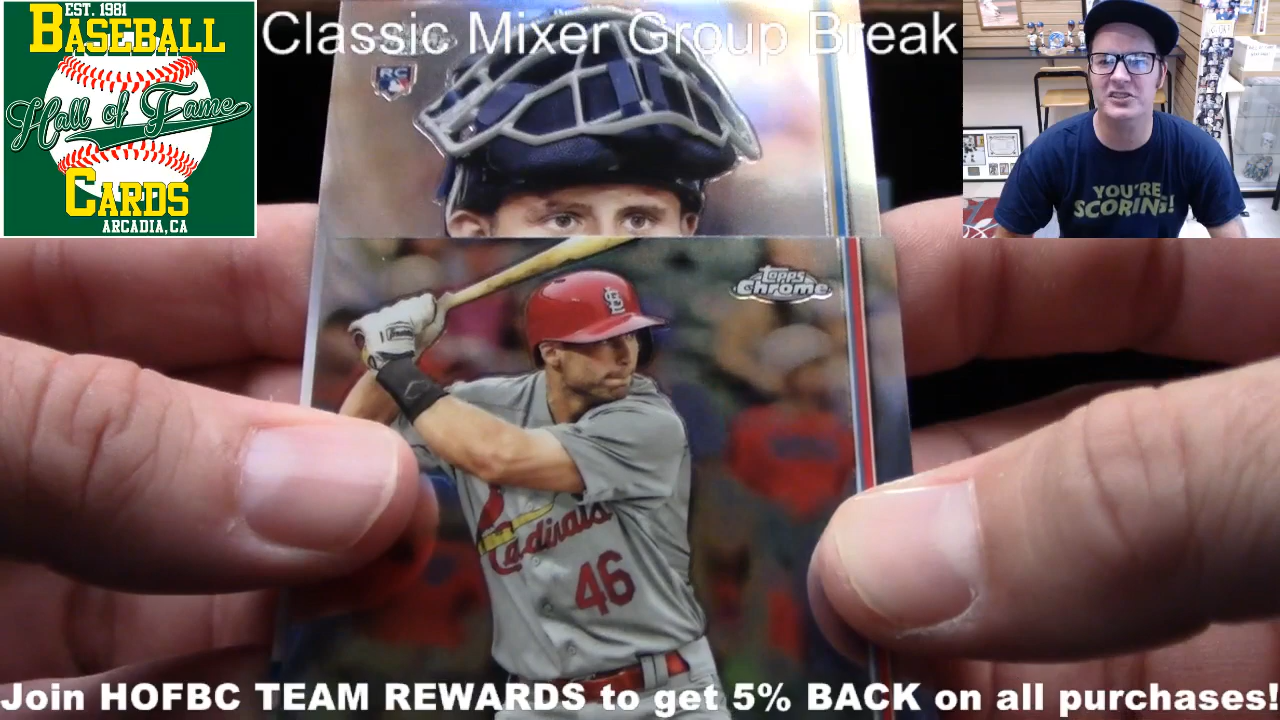 EST. 1981
BASEBALL
Hall of Fame
CARDS
ARCADIA, CA
Classic Mixer Group Break
RC
YOU'RE
SCORING!
topps
Chrome
STL
Cardinals
46
Join HOFBC TEAM REWARDS to get 5% BACK on all purchases!